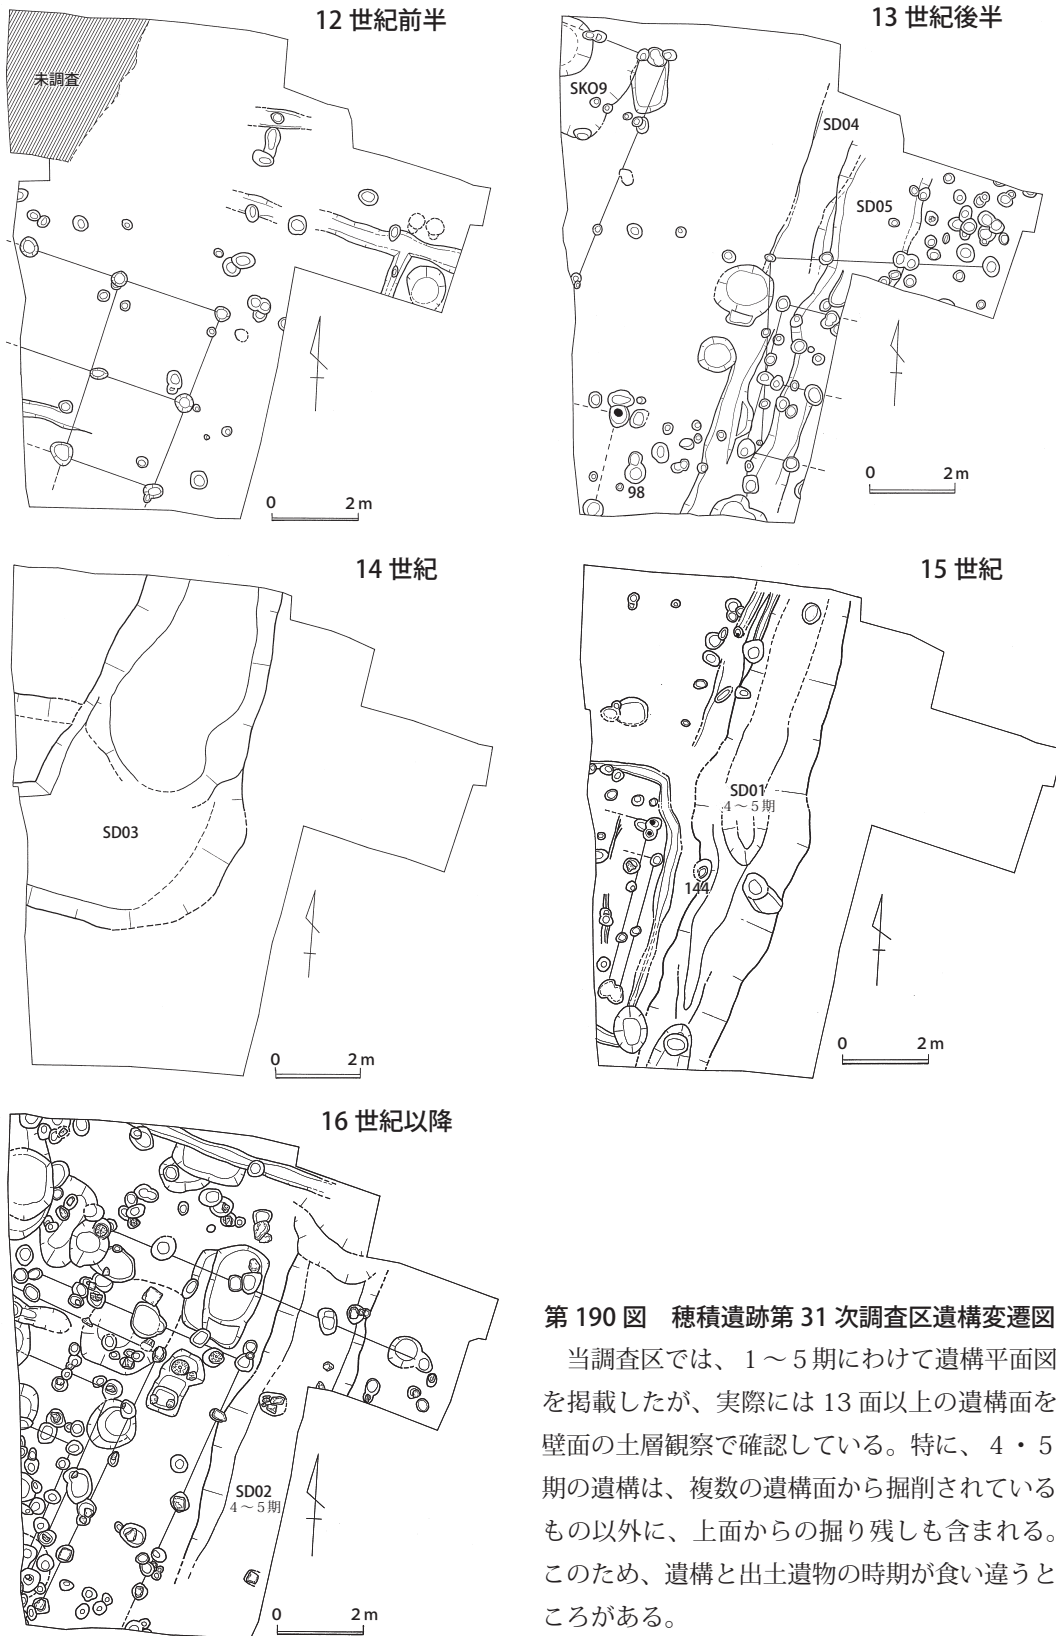 12 世紀前半
未調査
0 2 m
13 世紀後半
SK09
SD04
SD05
98
0 2 m
14 世紀
SD03
0 2 m
15 世紀
SD01
4～5期
144
0 2 m
16 世紀以降
SD02
4～5期
0 2 m
第 190 図　穂積遺跡第 31 次調査区遺構変遷図
当調査区では、１～５期にわけて遺構平面図
を掲載したが、実際には 13 面以上の遺構面を
壁面の土層観察で確認している。特に、４・５
期の遺構は、複数の遺構面から掘削されている
もの以外に、上面からの掘り残しも含まれる。
このため、遺構と出土遺物の時期が食い違うと
ころがある。